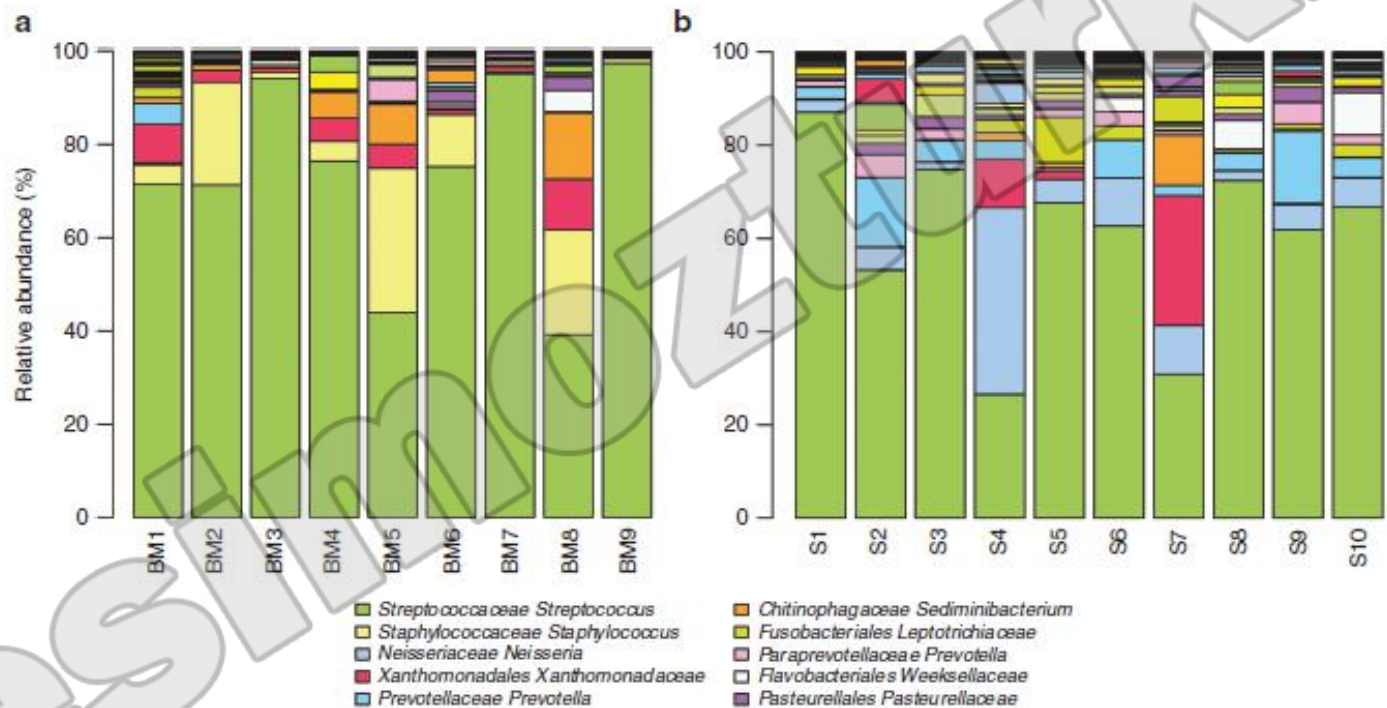 a
b
Relative abundance (%)
100
80
60
40
20
0
BM1
BM2
BM3
BM4
BM5
BM6
BM7
BM8
BM9
100
80
60
40
20
0
S1
S2
S3
S4
S5
S6
S7
S8
S9
S10
Streptococcaceae Streptococcus
Staphylococcaceae Staphylococcus
Neisseriaceae Neisseria
Xanthomonadales Xanthomonadaceae
Prevotellaceae Prevotella
Chitinophagaceae Sediminibacterium
Fusobacteriales Leptotrichiaceae
Paraprevotellaceae Prevotella
Flavobacteriales Weeksellaceae
Pasteurellales Pasteurellaceae
esimozturk.